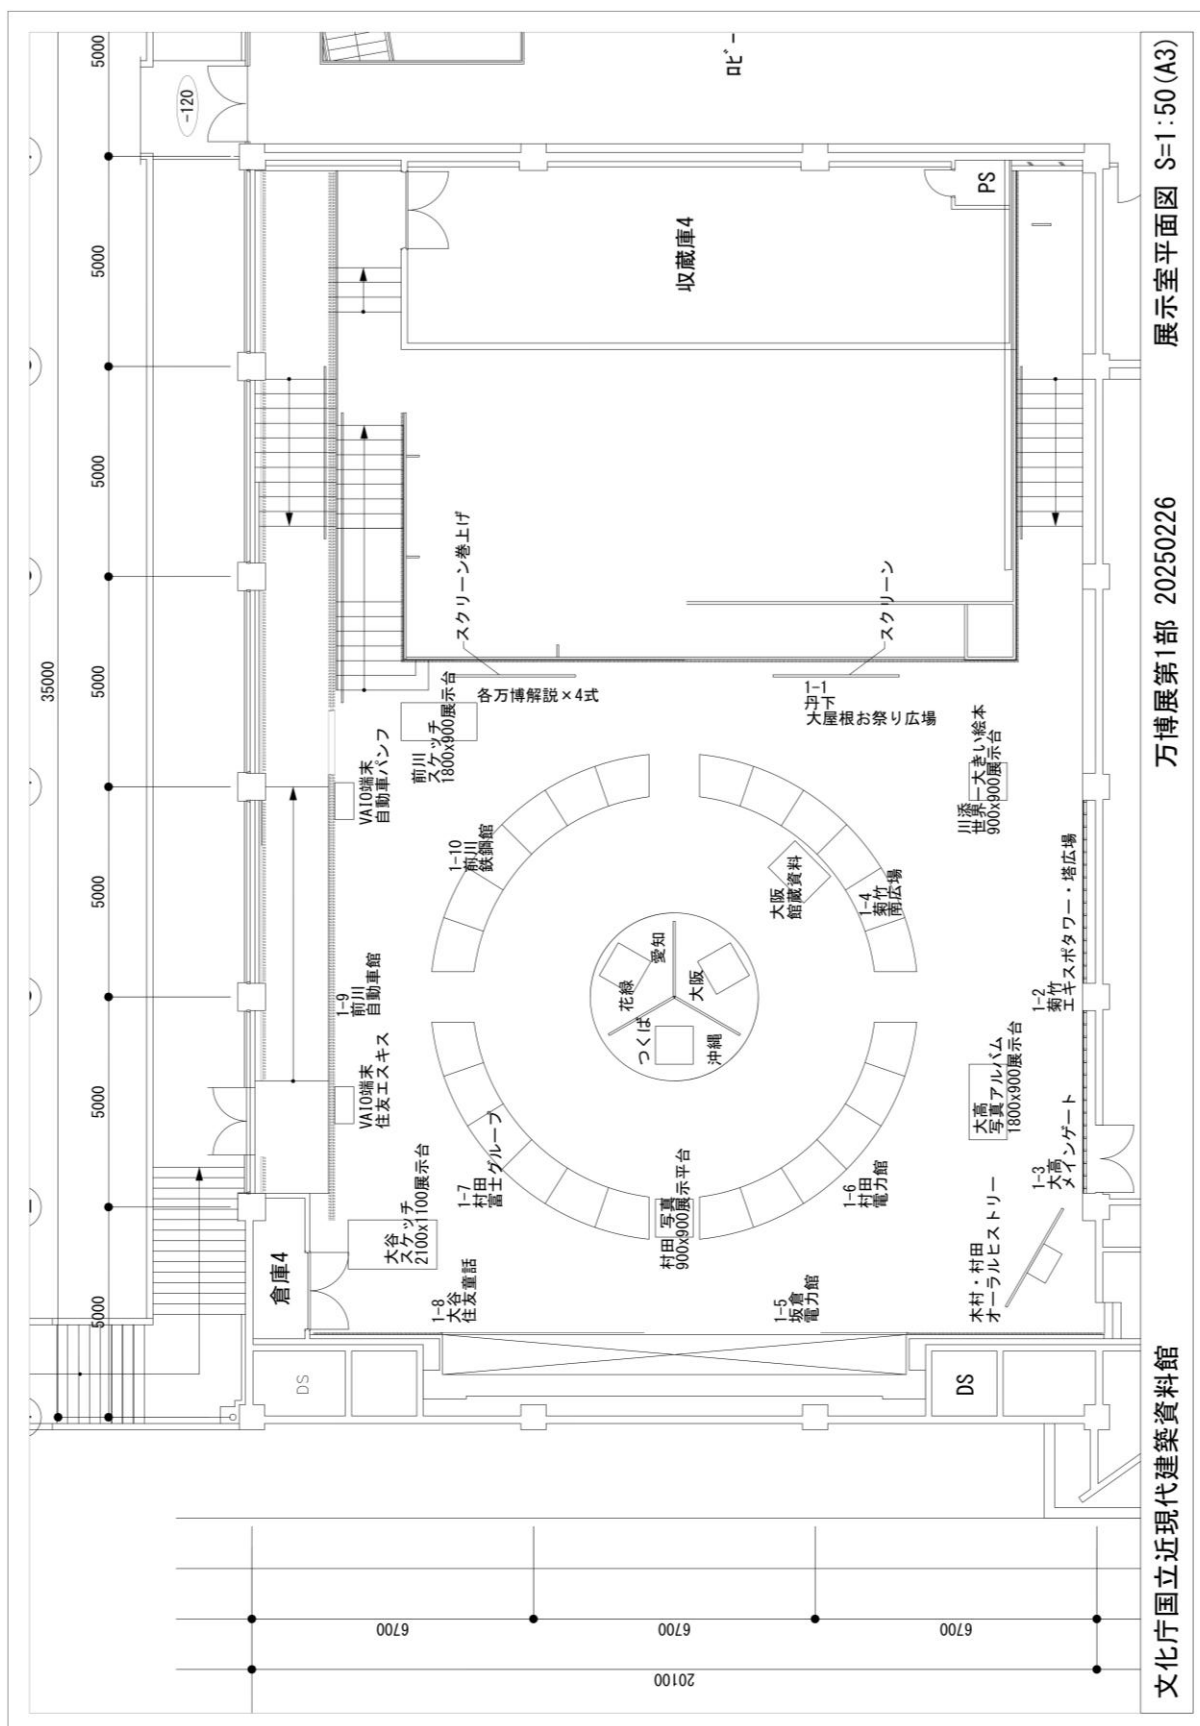 35000
5000
5000
5000
5000
5000
5000
5000
-120
倉庫4
DS
VAIO端末
住友エスキス
1-9
前川
自動車館
VAIO端末
自動車パンフ
大谷
スケッチ
2100x1100展示台
前川
スケッチ
1800x900展示台
1-8
大谷
住友童話
1-7
村田
富士グループ
1-10
前川
鉄鋼館
スクリーン巻上げ
各万博解説×4式
つくば
花緑
愛知
大阪
沖縄
村田 写真
900x900展示平台
収蔵庫4
ロビー
大阪
館蔵資料
1-1
丹下
大屋根お祭り広場
スクリーン
1-5
坂倉
電力館
1-6
村田
電力館
1-4
菊竹
南広場
木村・村田
オーラルヒストリー
大高
写真アルバム
1800x900展示台
川添
世界一大きい絵本
900x900展示台
PS
DS
1-3
大高
メインゲート
1-2
菊竹
エキスポタワー・塔広場
6700
6700
6700
20100
文化庁国立近現代建築資料館
万博展第1部 20250226
展示室平面図 S=1:50(A3)